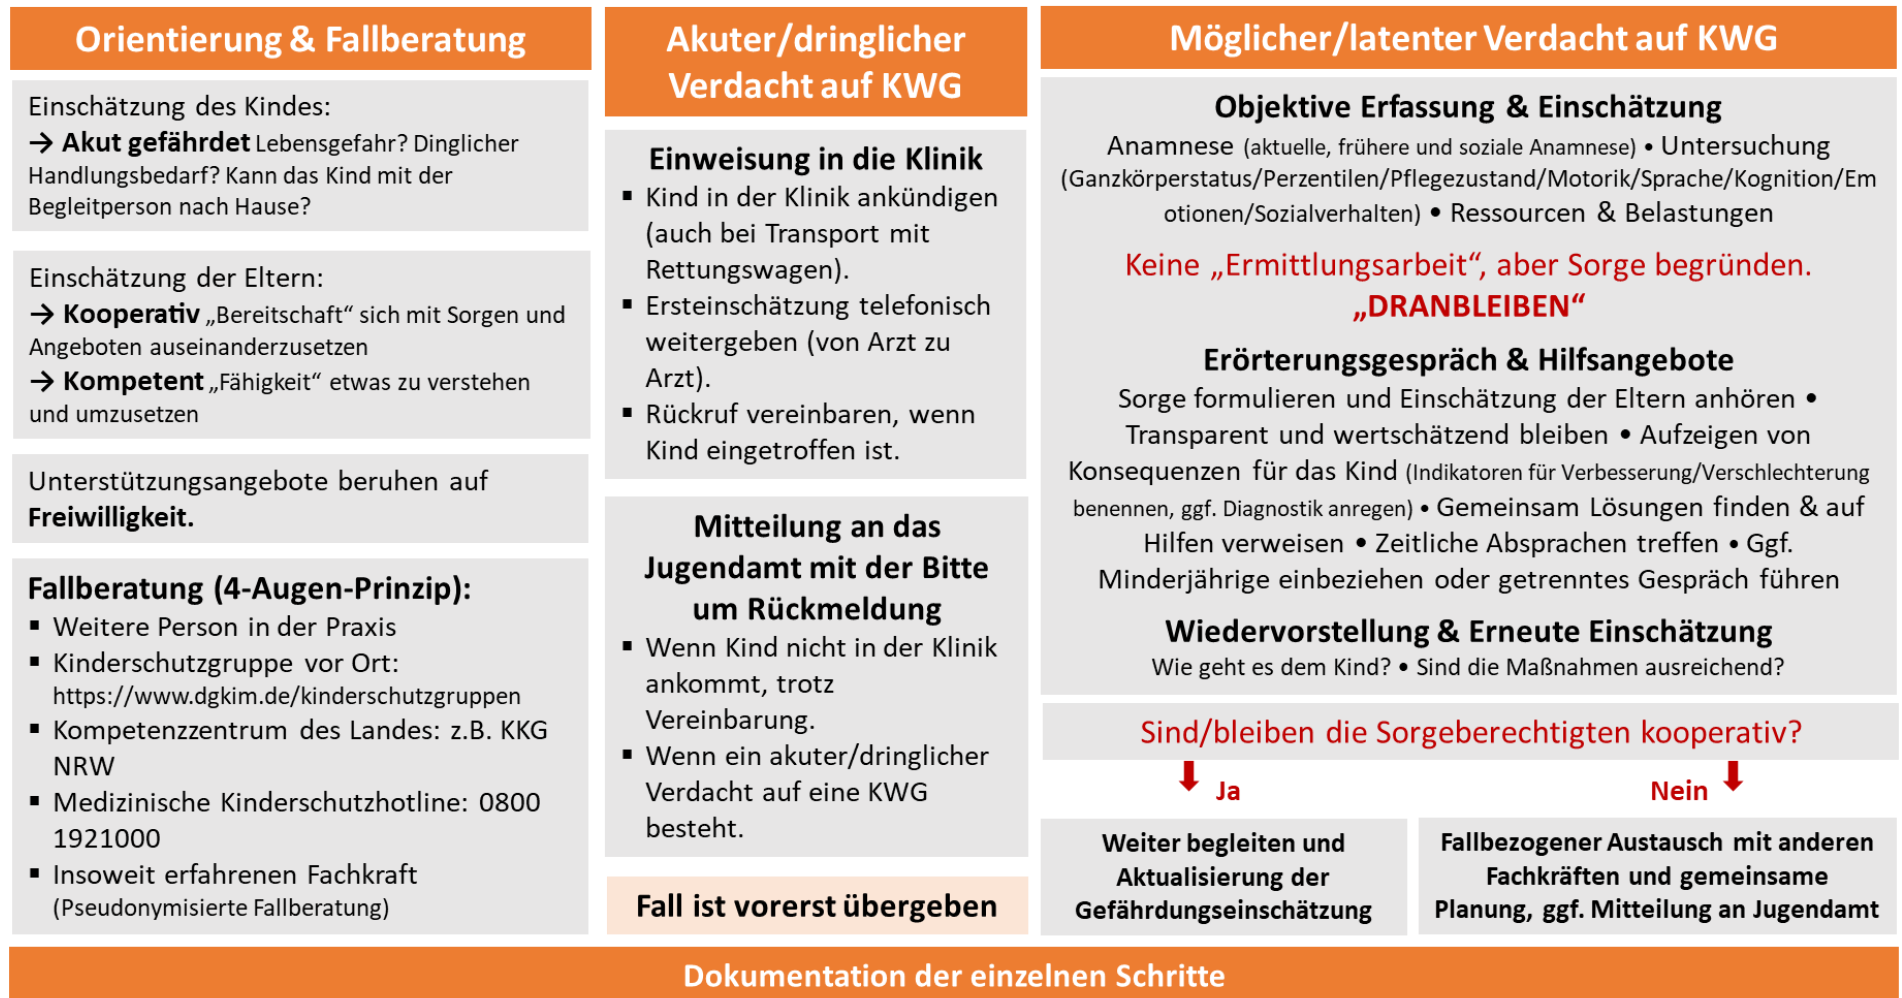 Orientierung & Fallberatung
Einschätzung des Kindes:
→ Akut gefährdet Lebensgefahr? Dinglicher
Handlungsbedarf? Kann das Kind mit der
Begleitperson nach Hause?
Einschätzung der Eltern:
→ Kooperativ „Bereitschaft“ sich mit Sorgen und
Angeboten auseinanderzusetzen
→ Kompetent „Fähigkeit“ etwas zu verstehen
und umzusetzen
Unterstützungsangebote beruhen auf
Freiwilligkeit.
Fallberatung (4-Augen-Prinzip):
▪ Weitere Person in der Praxis
▪ Kinderschutzgruppe vor Ort:
https://www.dgkim.de/kinderschutzgruppen
▪ Kompetenzzentrum des Landes: z.B. KKG
NRW
▪ Medizinische Kinderschutzhotline: 0800
1921000
▪ Insoweit erfahrenen Fachkraft
(Pseudonymisierte Fallberatung)
Akuter/dringlicher
Verdacht auf KWG
Einweisung in die Klinik
▪ Kind in der Klinik ankündigen
(auch bei Transport mit
Rettungswagen).
▪ Ersteinschätzung telefonisch
weitergeben (von Arzt zu
Arzt).
▪ Rückruf vereinbaren, wenn
Kind eingetroffen ist.
Mitteilung an das
Jugendamt mit der Bitte
um Rückmeldung
▪ Wenn Kind nicht in der Klinik
ankommt, trotz
Vereinbarung.
▪ Wenn ein akuter/dringlicher
Verdacht auf eine KWG
besteht.
Fall ist vorerst übergeben
Möglicher/latenter Verdacht auf KWG
Objektive Erfassung & Einschätzung
Anamnese (aktuelle, frühere und soziale Anamnese) • Untersuchung
(Ganzkörperstatus/Perzentilen/Pflegezustand/Motorik/Sprache/Kognition/Em
otionen/Sozialverhalten) • Ressourcen & Belastungen
Keine „Ermittlungsarbeit“, aber Sorge begründen.
„DRANBLEIBEN“
Erörterungsgespräch & Hilfsangebote
Sorge formulieren und Einschätzung der Eltern anhören •
Transparent und wertschätzend bleiben • Aufzeigen von
Konsequenzen für das Kind (Indikatoren für Verbesserung/Verschlechterung
benennen, ggf. Diagnostik anregen) • Gemeinsam Lösungen finden & auf
Hilfen verweisen • Zeitliche Absprachen treffen • Ggf.
Minderjährige einbeziehen oder getrenntes Gespräch führen
Wiedervorstellung & Erneute Einschätzung
Wie geht es dem Kind? • Sind die Maßnahmen ausreichend?
Sind/bleiben die Sorgeberechtigten kooperativ?
Ja
Nein
Weiter begleiten und
Aktualisierung der
Gefährdungseinschätzung
Fallbezogener Austausch mit anderen
Fachkräften und gemeinsame
Planung, ggf. Mitteilung an Jugendamt
Dokumentation der einzelnen Schritte